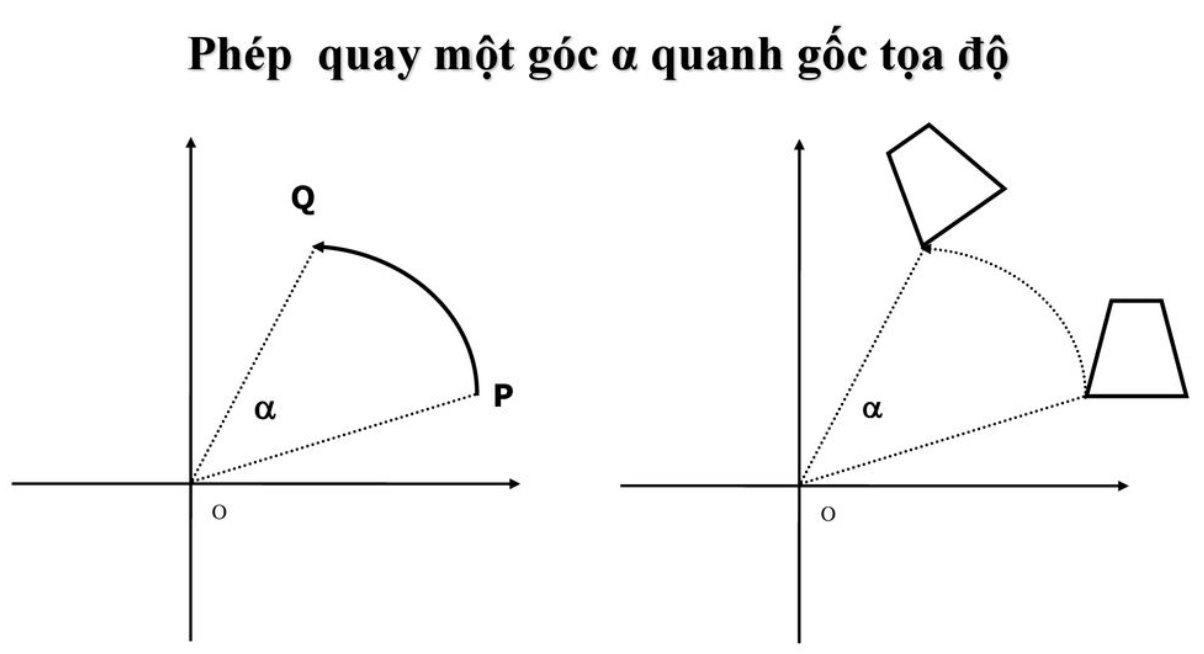 Phép quay một góc α quanh gốc tọa độ
Q
P
α
O
α
O